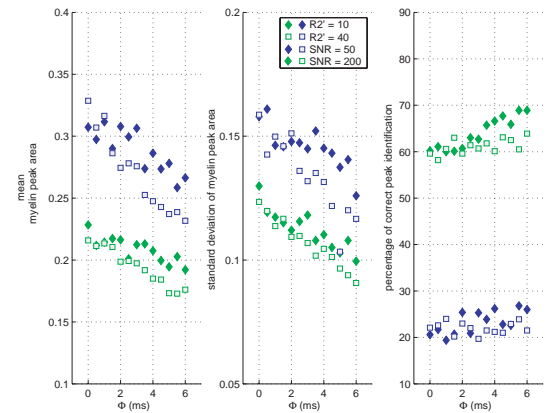 mean
myelin peak area
0.4
0.35
0.3
0.25
0.2
0.15
0.1
0 2 4 6
Φ (ms)
standard deviation of myelin peak area
0.2
0.15
0.1
0.05
0 2 4 6
Φ (ms)
R2' = 10
R2' = 40
SNR = 50
SNR = 200
percentage of correct peak identification
90
80
70
60
50
40
30
20
10
0 2 4 6
Φ (ms)